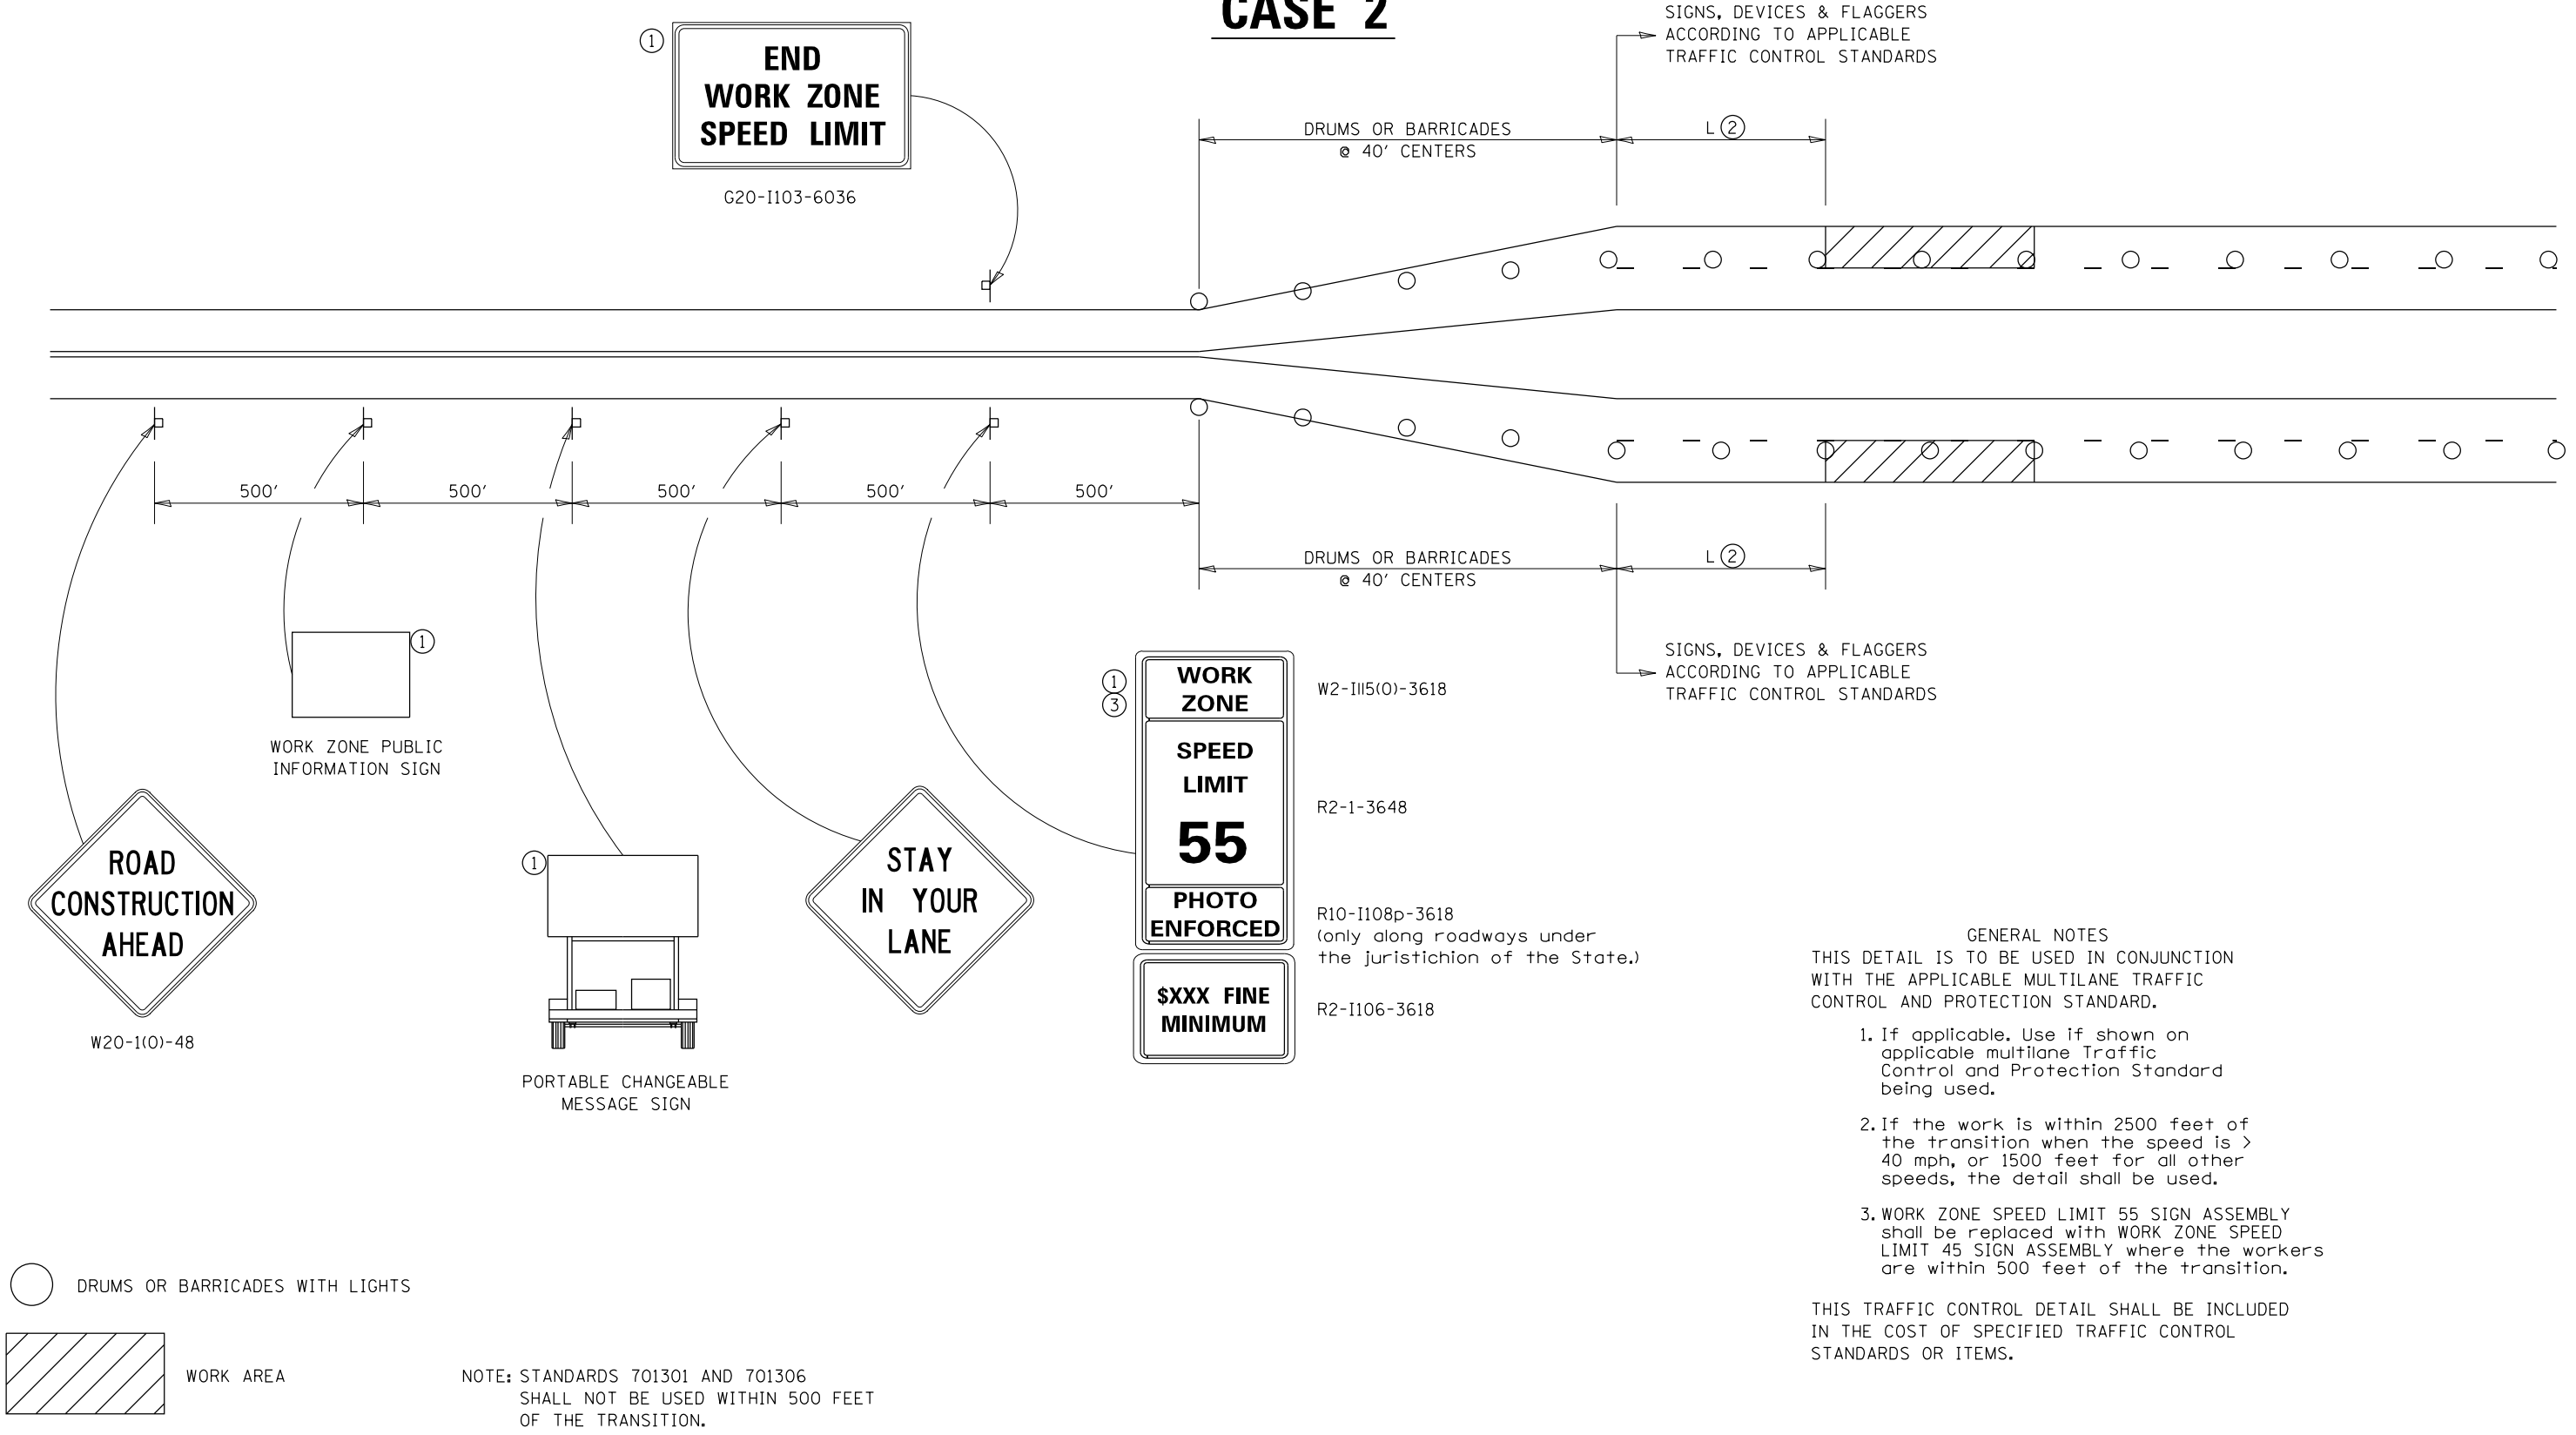 CASE 2
SIGNS, DEVICES & FLAGGERS
ACCORDING TO APPLICABLE
TRAFFIC CONTROL STANDARDS
1
END
WORK ZONE
SPEED LIMIT
G20-I103-6036
DRUMS OR BARRICADES
@ 40' CENTERS
L 2
500'
500'
500'
500'
500'
DRUMS OR BARRICADES
@ 40' CENTERS
L 2
SIGNS, DEVICES & FLAGGERS
ACCORDING TO APPLICABLE
TRAFFIC CONTROL STANDARDS
1
WORK ZONE PUBLIC
INFORMATION SIGN
ROAD
CONSTRUCTION
AHEAD
W20-1(O)-48
1
PORTABLE CHANGEABLE
MESSAGE SIGN
STAY
IN YOUR
LANE
1
3
WORK
ZONE
W2-I115(O)-3618
SPEED
LIMIT
55
R2-1-3648
PHOTO
ENFORCED
R10-I108p-3618
(only along roadways under
the juristichion of the State.)
$XXX FINE
MINIMUM
R2-I106-3618
GENERAL NOTES
THIS DETAIL IS TO BE USED IN CONJUNCTION
WITH THE APPLICABLE MULTILANE TRAFFIC
CONTROL AND PROTECTION STANDARD.
1. If applicable. Use if shown on
applicable multilane Traffic
Control and Protection Standard
being used.
2. If the work is within 2500 feet of
the transition when the speed is >
40 mph, or 1500 feet for all other
speeds, the detail shall be used.
3. WORK ZONE SPEED LIMIT 55 SIGN ASSEMBLY
shall be replaced with WORK ZONE SPEED
LIMIT 45 SIGN ASSEMBLY where the workers
are within 500 feet of the transition.
THIS TRAFFIC CONTROL DETAIL SHALL BE INCLUDED
IN THE COST OF SPECIFIED TRAFFIC CONTROL
STANDARDS OR ITEMS.
DRUMS OR BARRICADES WITH LIGHTS
WORK AREA
NOTE: STANDARDS 701301 AND 701306
SHALL NOT BE USED WITHIN 500 FEET
OF THE TRANSITION.